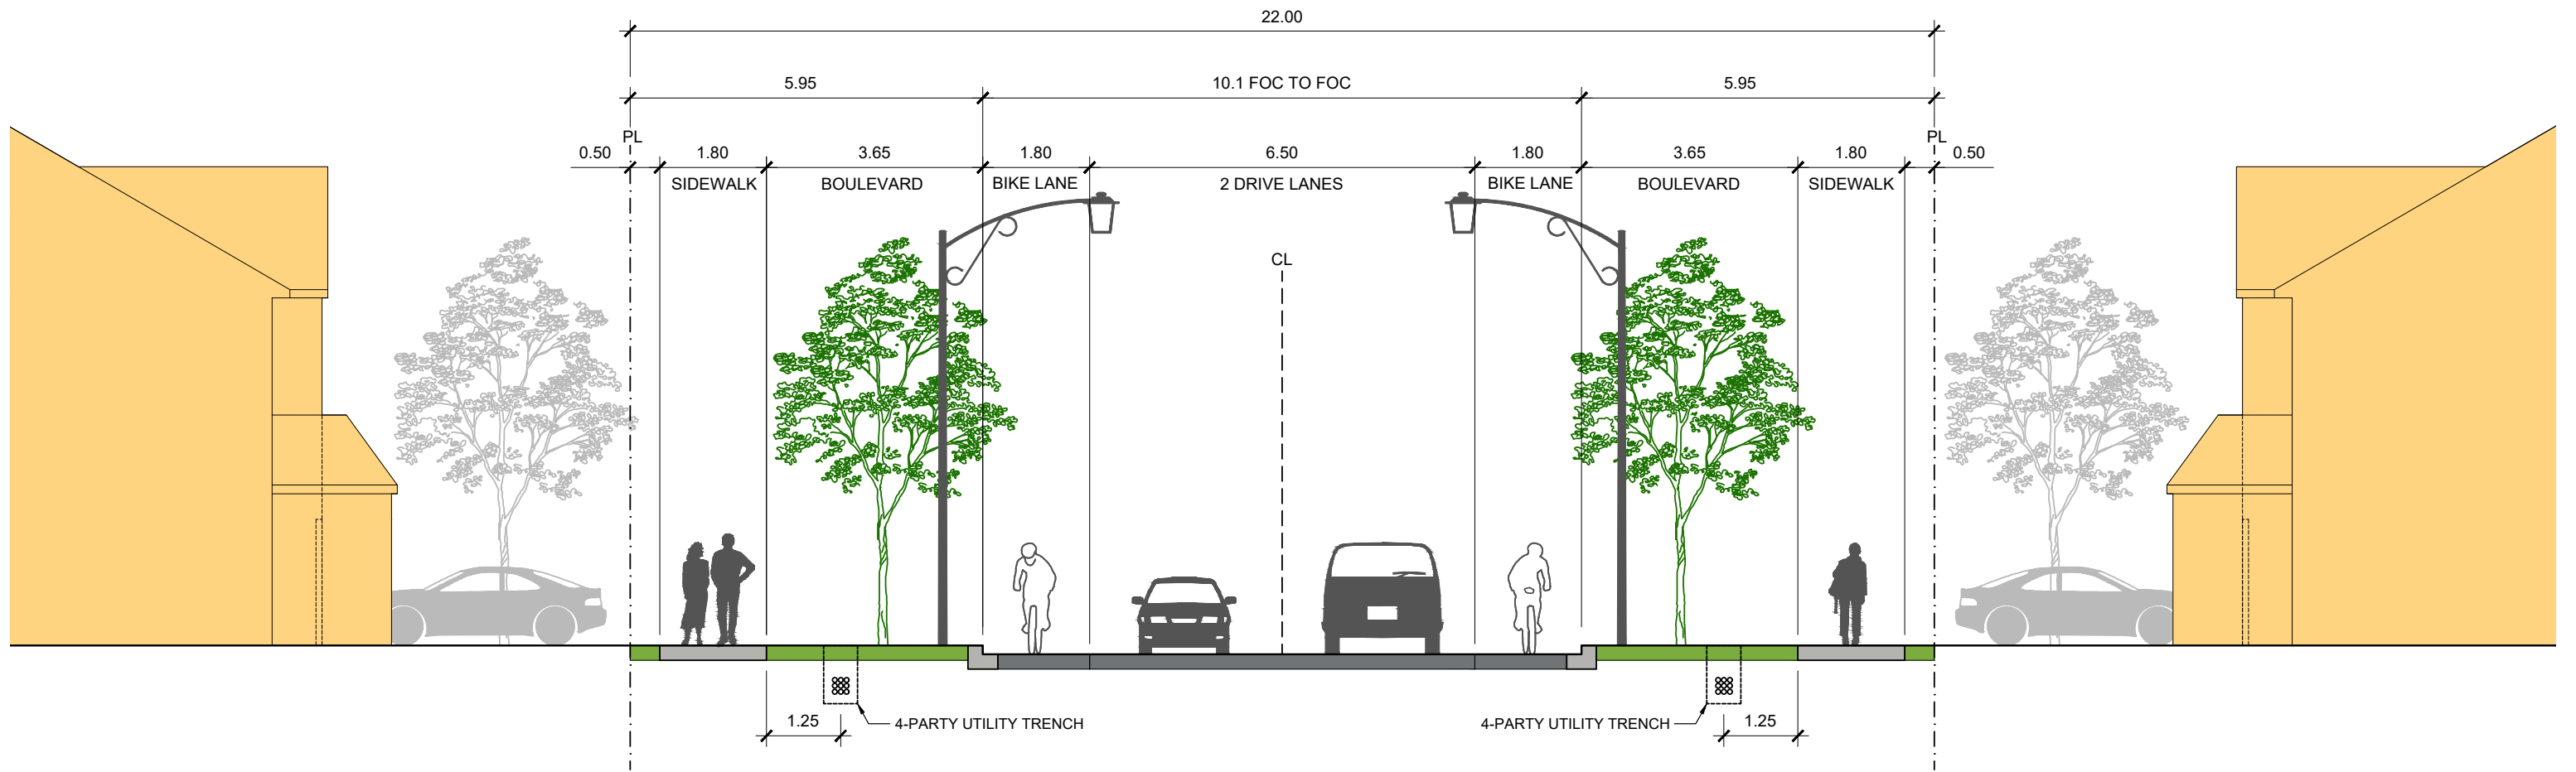 22.00
5.95
10.1 FOC TO FOC
5.95
PL
PL
0.50
1.80
3.65
1.80
6.50
1.80
3.65
1.80
0.50
SIDEWALK
BOULEVARD
BIKE LANE
2 DRIVE LANES
BIKE LANE
BOULEVARD
SIDEWALK
CL
1.25
4-PARTY UTILITY TRENCH
4-PARTY UTILITY TRENCH
1.25